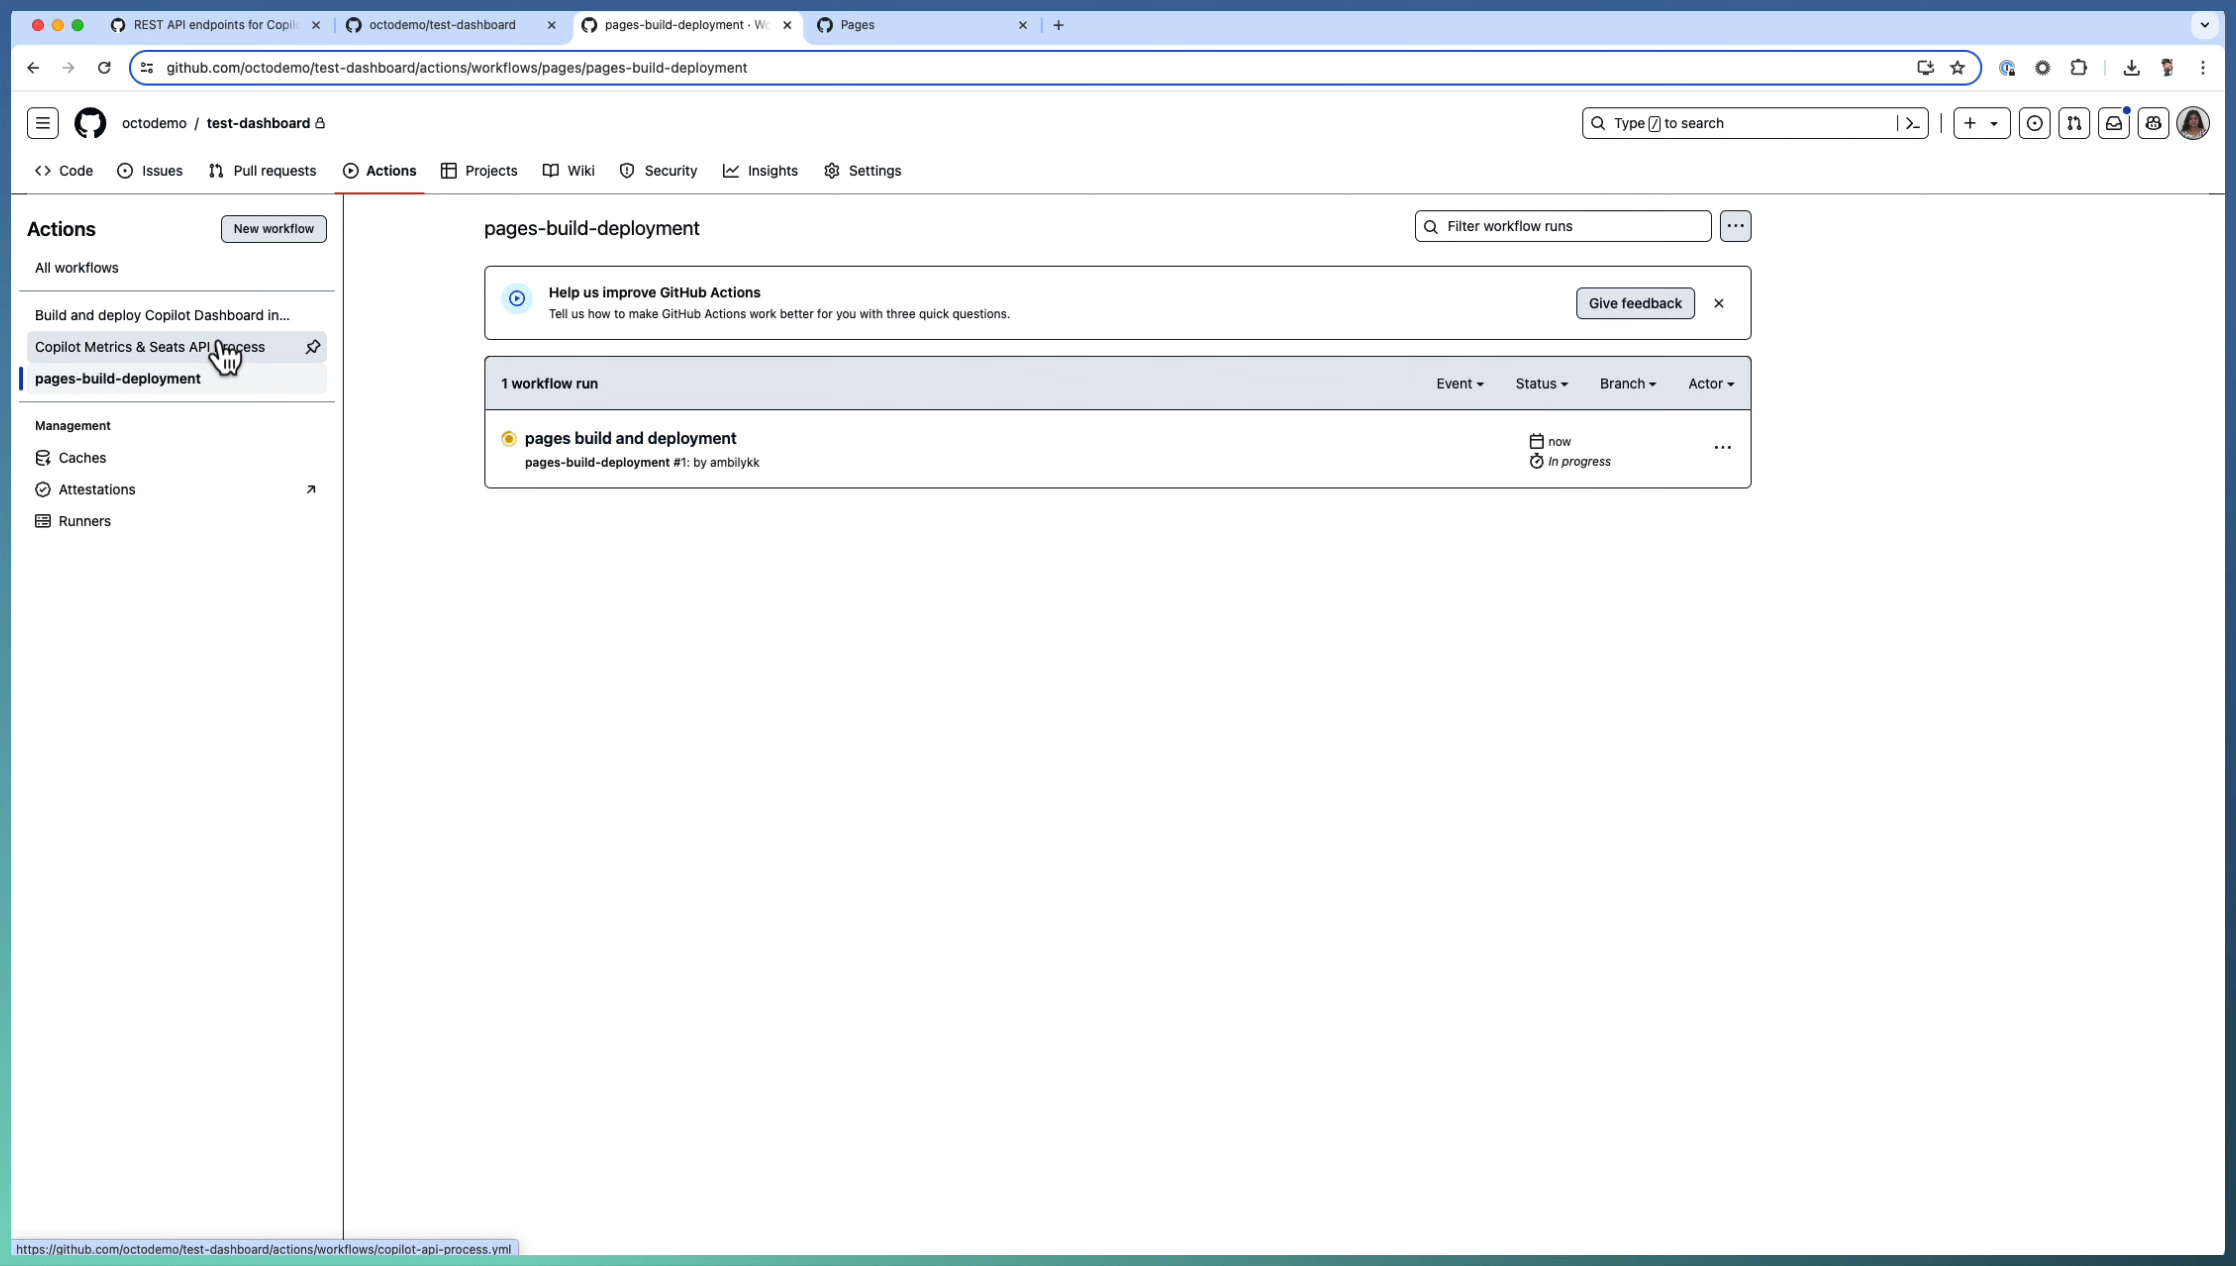 REST API endpoints for Copil
octodemo/test-dashboard
pages-build-deployment · Wo
Pages
github.com/octodemo/test-dashboard/actions/workflows/pages/pages-build-deployment
octodemo / test-dashboard
Type / to search
Code
Issues
Pull requests
Actions
Projects
Wiki
Security
Insights
Settings
Actions
New workflow
All workflows
Build and deploy Copilot Dashboard in...
Copilot Metrics & Seats API Process
pages-build-deployment
Management
Caches
Attestations
Runners
pages-build-deployment
Filter workflow runs
Help us improve GitHub Actions
Tell us how to make GitHub Actions work better for you with three quick questions.
Give feedback
1 workflow run
Event
Status
Branch
Actor
pages build and deployment
pages-build-deployment #1: by ambilykk
now
In progress
https://github.com/octodemo/test-dashboard/actions/workflows/copilot-api-process.yml